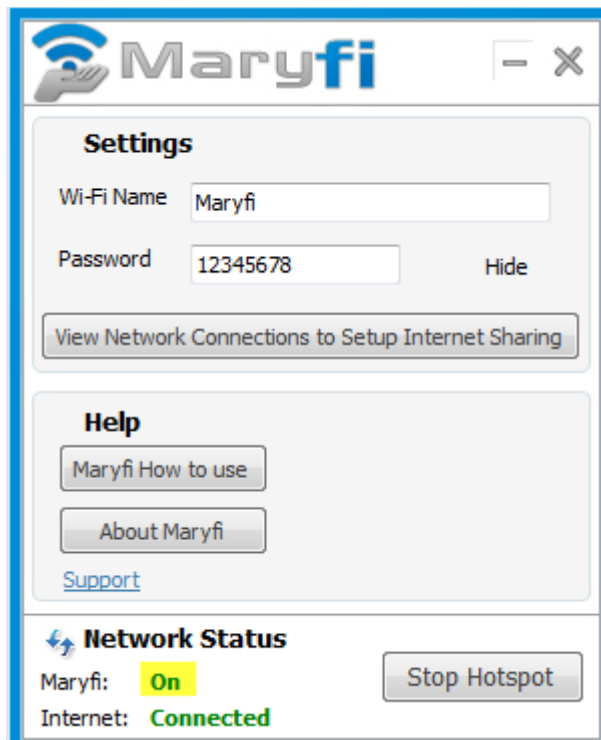 Maryfi
Settings
Wi-Fi Name Maryfi
Password 12345678 Hide
View Network Connections to Setup Internet Sharing
Help
Maryfi How to use
About Maryfi
Support
Network Status
Maryfi: On
Stop Hotspot
Internet: Connected